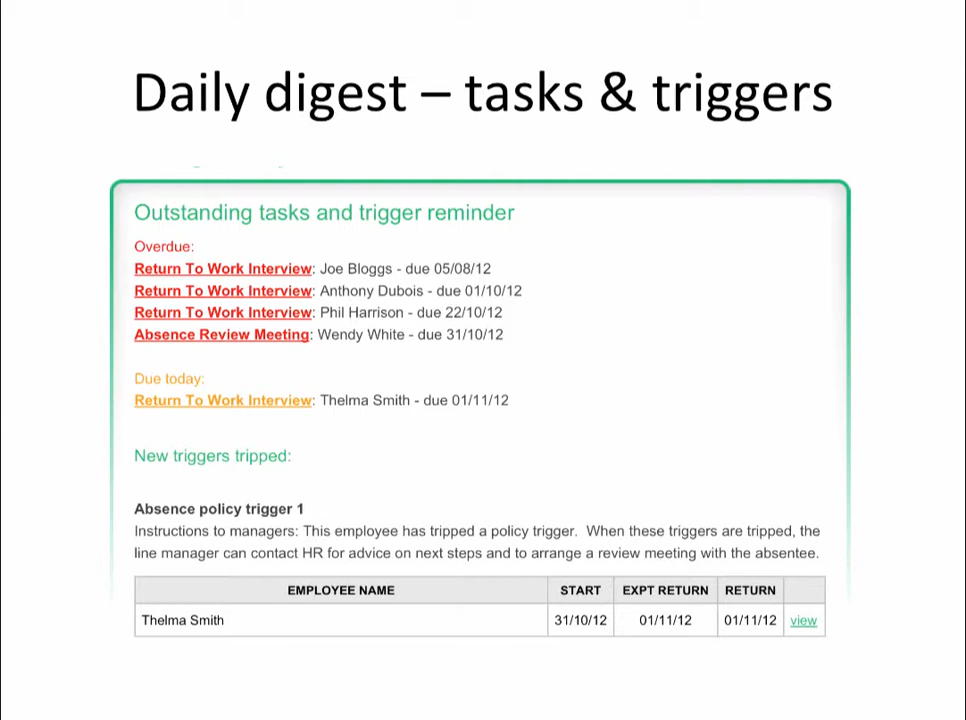 Daily digest – tasks & triggers
Outstanding tasks and trigger reminder
Overdue:
Return To Work Interview: Joe Bloggs - due 05/08/12
Return To Work Interview: Anthony Dubois - due 01/10/12
Return To Work Interview: Phil Harrison - due 22/10/12
Absence Review Meeting: Wendy White - due 31/10/12
Due today:
Return To Work Interview: Thelma Smith - due 01/11/12
New triggers tripped:
Absence policy trigger 1
Instructions to managers: This employee has tripped a policy trigger.  When these triggers are tripped, the
line manager can contact HR for advice on next steps and to arrange a review meeting with the absentee.
EMPLOYEE NAME START EXPT RETURN RETURN
Thelma Smith 31/10/12 01/11/12 01/11/12 view